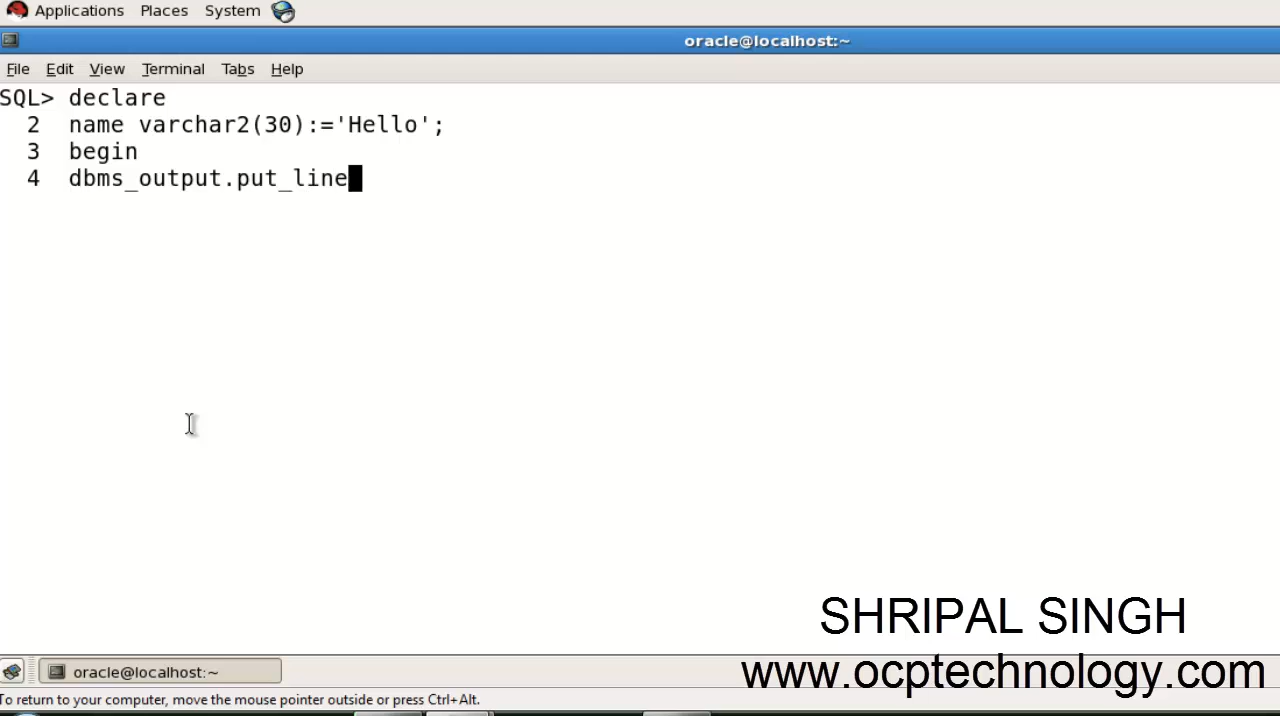 Applications Places System
oracle@localhost:~
File Edit View Terminal Tabs Help
SQL> declare
2 name varchar2(30):='Hello';
3 begin
4 dbms_output.put_line
SHRIPAL SINGH
www.ocptechnology.com
oracle@localhost:~
To return to your computer, move the mouse pointer outside or press Ctrl+Alt.